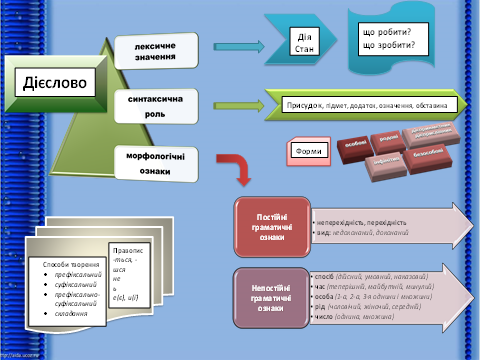 Дієслово
лексичне
значення
Дія
Стан
що робити?
що зробити?
синтаксична
роль
Присудок, підмет, додаток, означення, обставина
морфологічні
ознаки
Форми
особові
родові
безособові
Постійні
граматичні
ознаки
• неперехідність, перехідність
• вид: недоконаний, доконаний
Непостійні
граматичні
ознаки
• спосіб (дійсний, умовний, наказовий)
• час (теперішній, майбутній, минулий)
• особа (1-а, 2-а, 3-я однини і множини)
• рід (чоловічий, жіночий, середній)
• число (однина, множина)
Способи творення
• префіксальний
• суфіксальний
• префіксально-
суфіксальний
• складання
Правопис
-ться, -
шся
не
ь
е(є), и(ї)